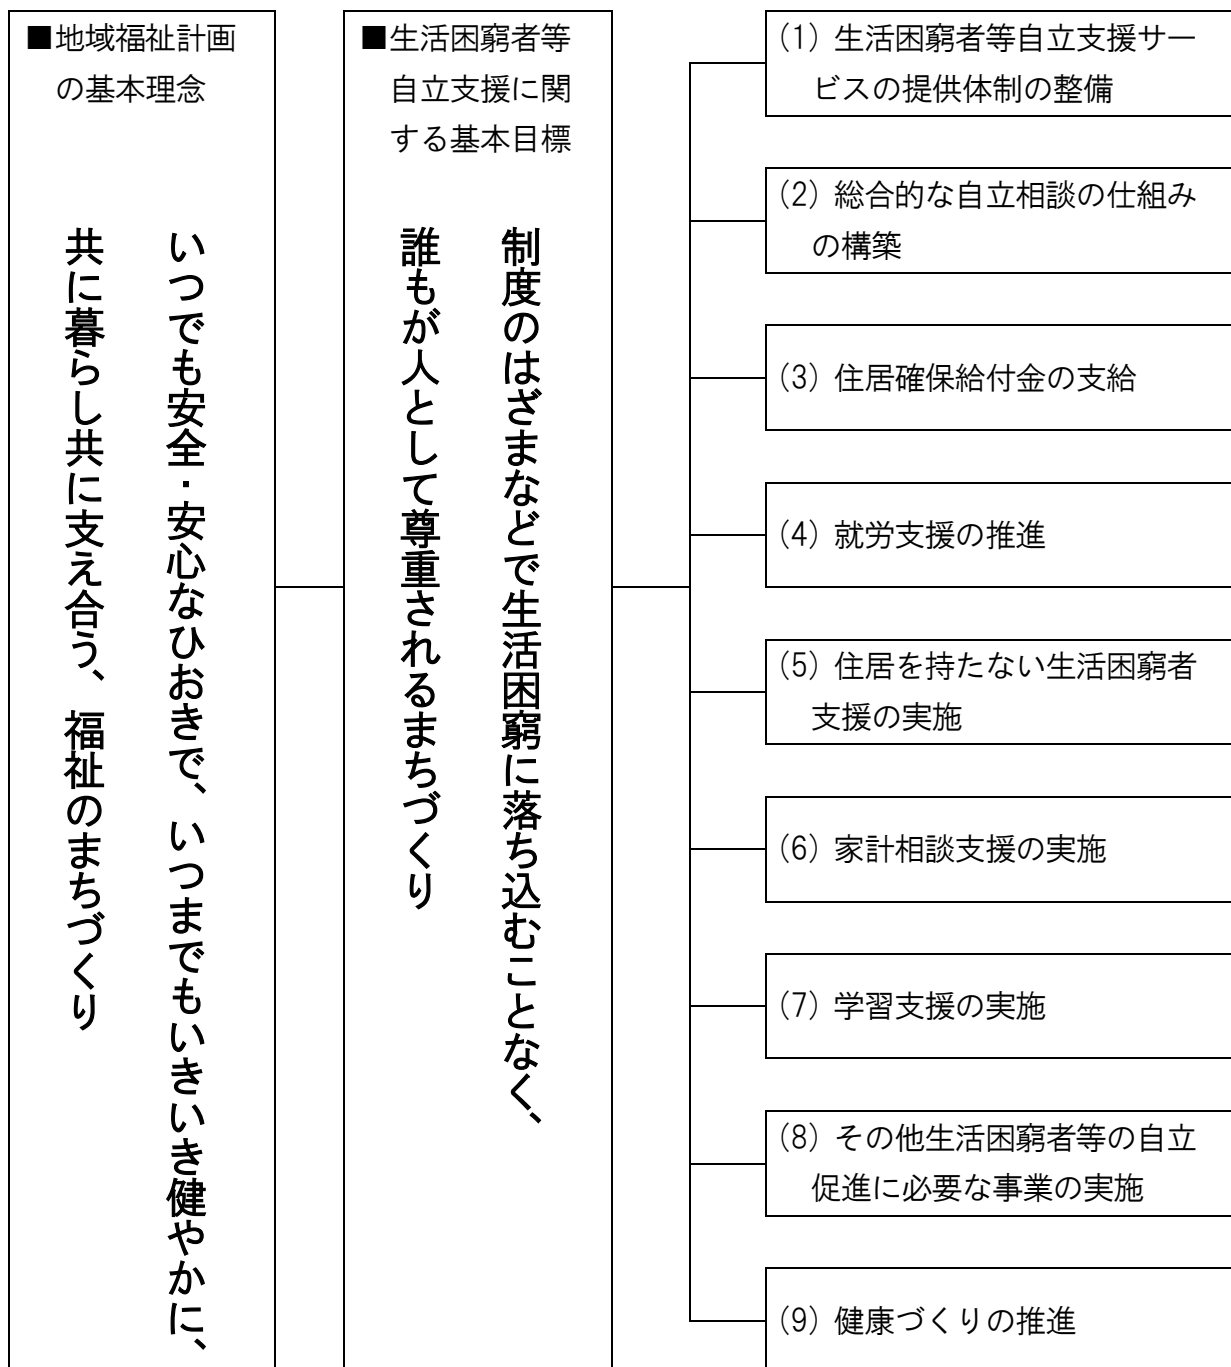 ■地域福祉計画
の基本理念
いつでも安全・安心なひおきで、いつまでもいきいき健やかに、
共に暮らし共に支え合う、福祉のまちづくり
■生活困窮者等
自立支援に関
する基本目標
制度のはざまなどで生活困窮に落ち込むことなく、
誰もが人として尊重されるまちづくり
(1) 生活困窮者等自立支援サー
ビスの提供体制の整備
(2) 総合的な自立相談の仕組み
の構築
(3) 住居確保給付金の支給
(4) 就労支援の推進
(5) 住居を持たない生活困窮者
支援の実施
(6) 家計相談支援の実施
(7) 学習支援の実施
(8) その他生活困窮者等の自立
促進に必要な事業の実施
(9) 健康づくりの推進